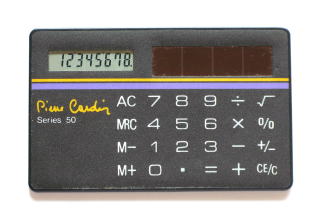 12345678.
Pierre Cardin
Series 50
AC 7 8 9 ÷ √
MRC 4 5 6 × %
M− 1 2 3 − +/−
M+ 0 · = + CE/C